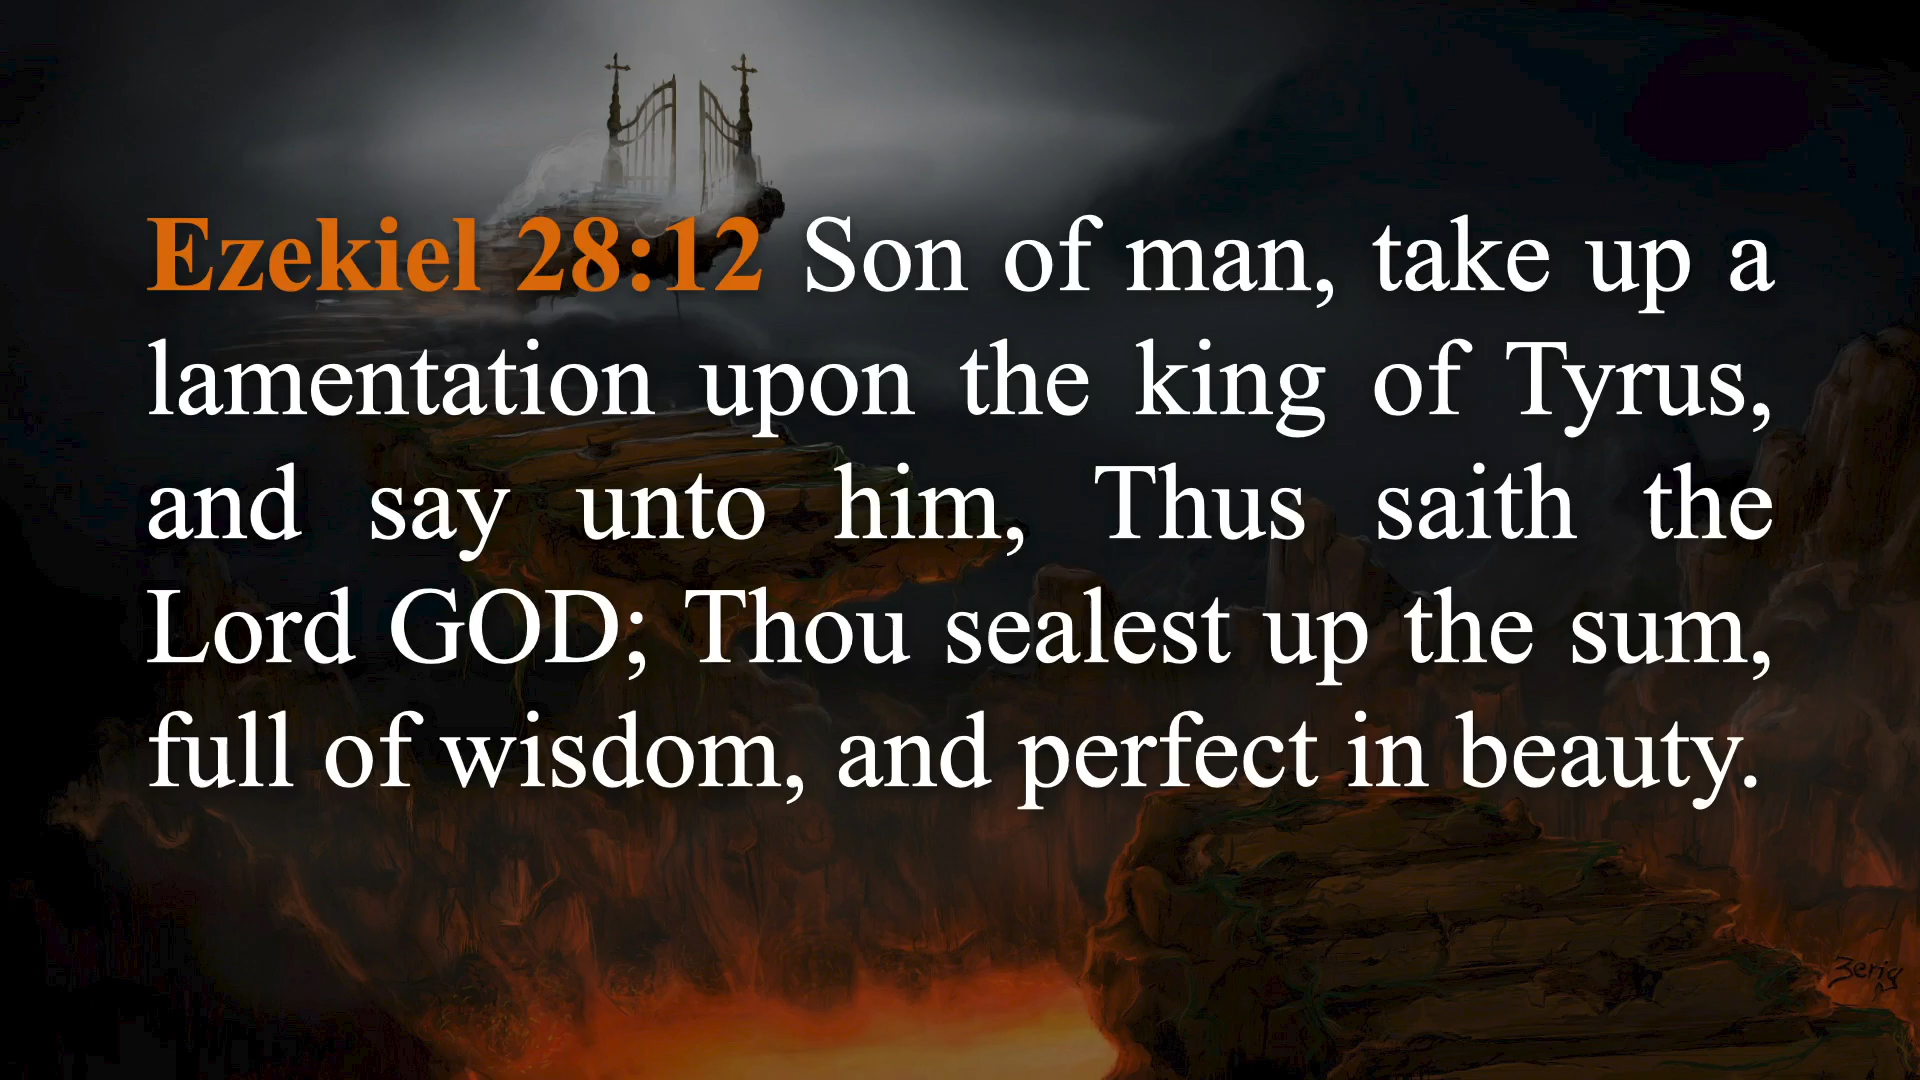 Ezekiel 28:12 Son of man, take up a
lamentation upon the king of Tyrus,
and say unto him, Thus saith the
Lord GOD; Thou sealest up the sum,
full of wisdom, and perfect in beauty.